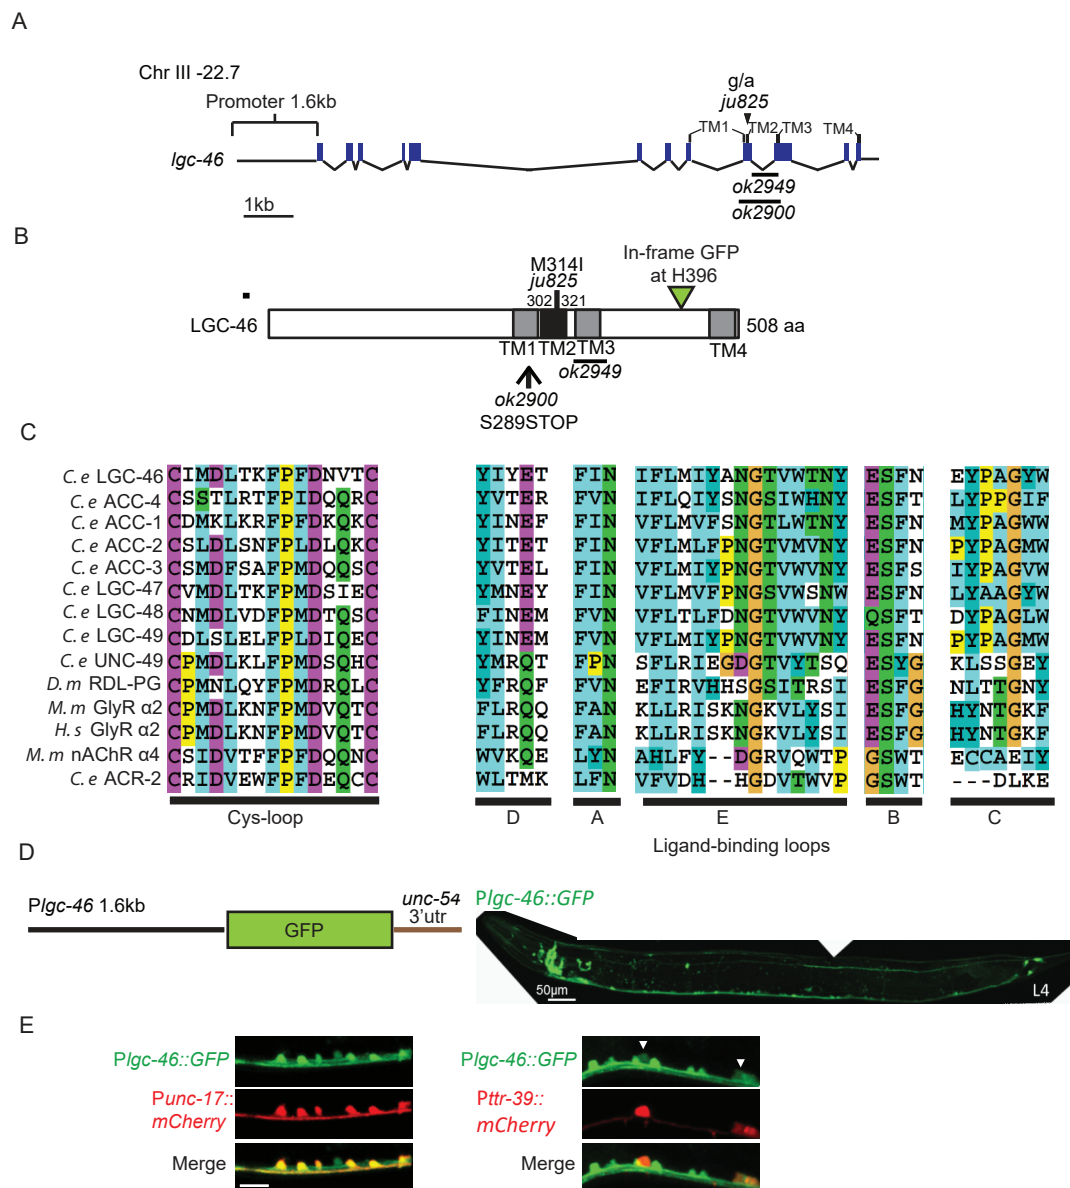 A
Chr III -22.7
Promoter 1.6kb
g/a
ju825
TM1 TM2 TM3 TM4
lgc-46
ok2949
ok2900
1kb
B
M314I
ju825
302 321
In-frame GFP
at H396
LGC-46
508 aa
TM1 TM2 TM3 TM4
ok2949
ok2900
S289STOP
C
C.e LGC-46 CIMDLTKFPFDNVTC YIYET FIN IFLMIYANGTVWTNY ESFN EYPAGYW
C.e ACC-4 CSSTLRTFPIDQQRC YVTER FVN IFLQIYSNGSIWHNY ESFT LYPPGIF
C.e ACC-1 CDMKLKRFPFDKQKC YINEF FIN VFLMVFSNGTLWTNY ESFN MYPAGWW
C.e ACC-2 CSLDLSNFPLDLQKC YITET FIN VFLMLFPNGTVMVNY ESFN PYPAGMW
C.e ACC-3 CSMDFSAFPMDQQSC YVTEL FIN VFLMIYPNGTVWVNY ESFS IYPAGVW
C.e LGC-47 CVMDLTKFPMDSIEC YMNEY FIN VFLMIYPNGSVWSNW ESFN LYAAGYW
C.e LGC-48 CNMDLVDFPMDTQSC FINEM FVN VFLTLFDNGTVWTNY QSFT DYPAGLW
C.e LGC-49 CDLSLELFPLDIQLC YINEM FVN VFLMIYPNGTVWVNY ESFN PYPAGMW
C.e UNC-49 CPMDLKLFPMDSQHC YMRQT FPN SFLRIEGDGTVYTSQ ESYG KLSSGEY
D.m RDL-PG CPMNLQYFPMDRQLC YFRQF FVN EFIRVHHSGSITRSI ESFG NLTTGNY
M.m GlyR α2 CPMDLKNFPMDVQTC FLRQQ FAN KLLRISKNGKVLYSI ESFG HYNTGKF
H.s GlyR α2 CPMDLKNFPMDVQTC FLRQQ FAN KLLRISKNGKVLYSI ESFG HYNTGKF
M.m nAChR α4 CSIDVTFFPFDQQNC WVKQE LYN AHLFY--DGRVQWTP GSWT ECCAEIY
C.e ACR-2 CRIDVEWFPFDEQNC WLTMK LFN VFVDH--HGDVTWVP GSWT ---DLKE
Cys-loop D A E B C
Ligand-binding loops
D
Plgc-46 1.6kb
GFP
unc-54
3'utr
Plgc-46::GFP
50μm
L4
E
Plgc-46::GFP
Punc-17::
mCherry
Merge
Plgc-46::GFP
Pttr-39::
mCherry
Merge